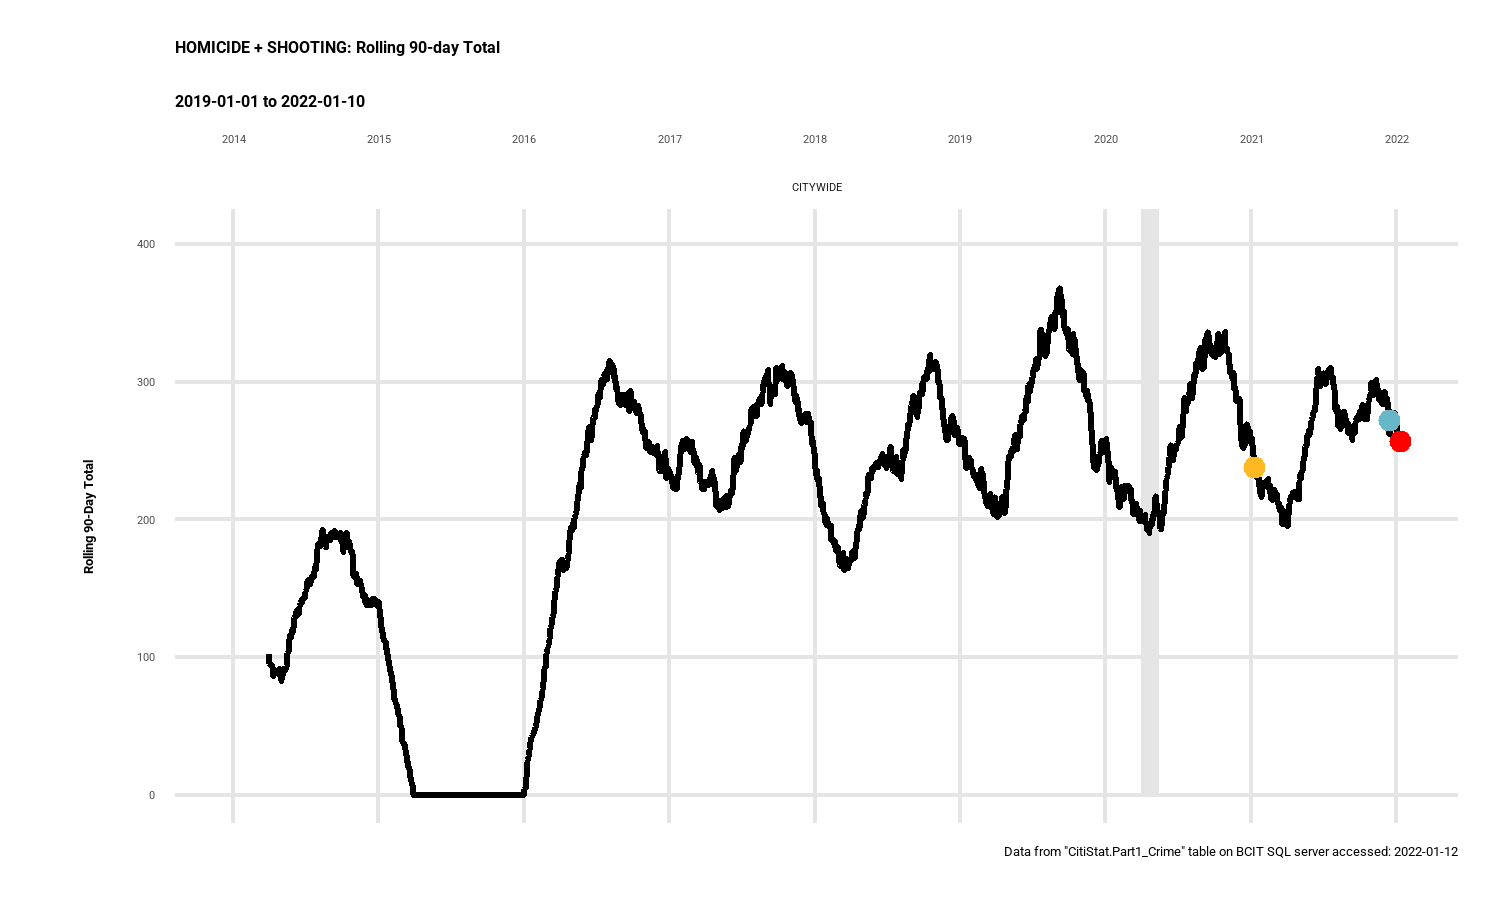 HOMICIDE + SHOOTING: Rolling 90-day Total
2019-01-01 to 2022-01-10
2014 2015 2016 2017 2018 2019 2020 2021 2022
CITYWIDE
400
300
200
100
0
Rolling 90-Day Total
Data from "CitiStat.Part1_Crime" table on BCIT SQL server accessed: 2022-01-12